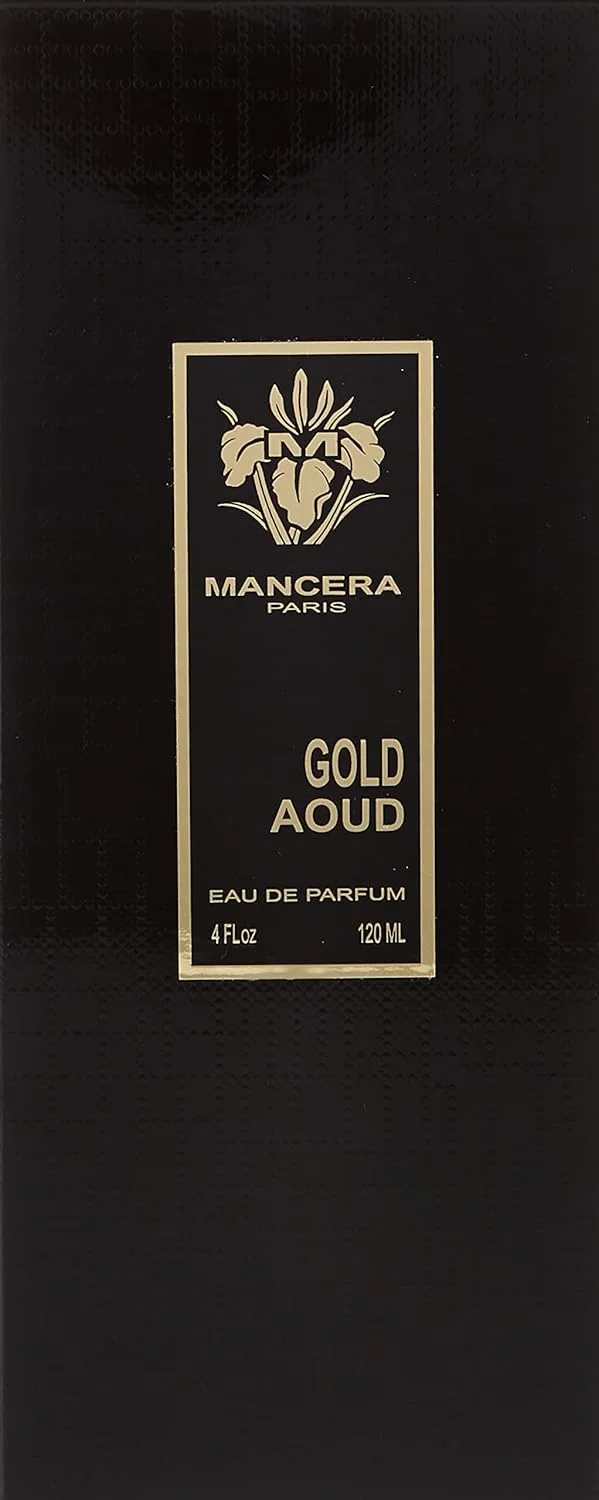 M
MANCERA
PARIS
GOLD
AOUD
EAU DE PARFUM
4 FLoz 120 ML